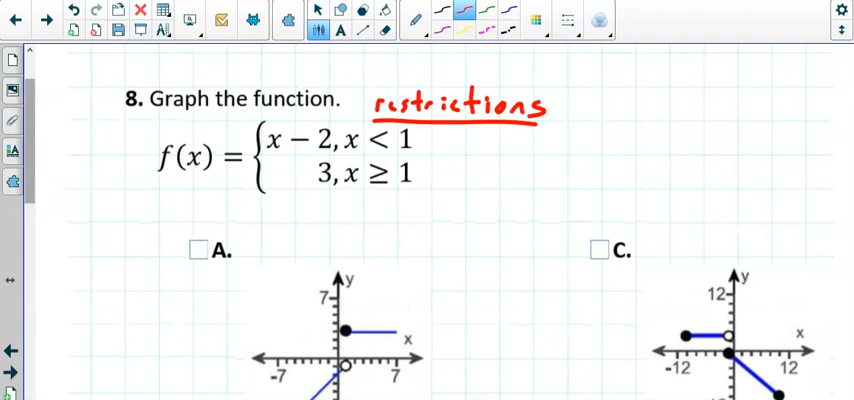 8. Graph the function. restrictions
f(x) = { x − 2, x < 1
3, x ≥ 1
A.
C.
y
7
x
-7
7
y
12
x
-12
12